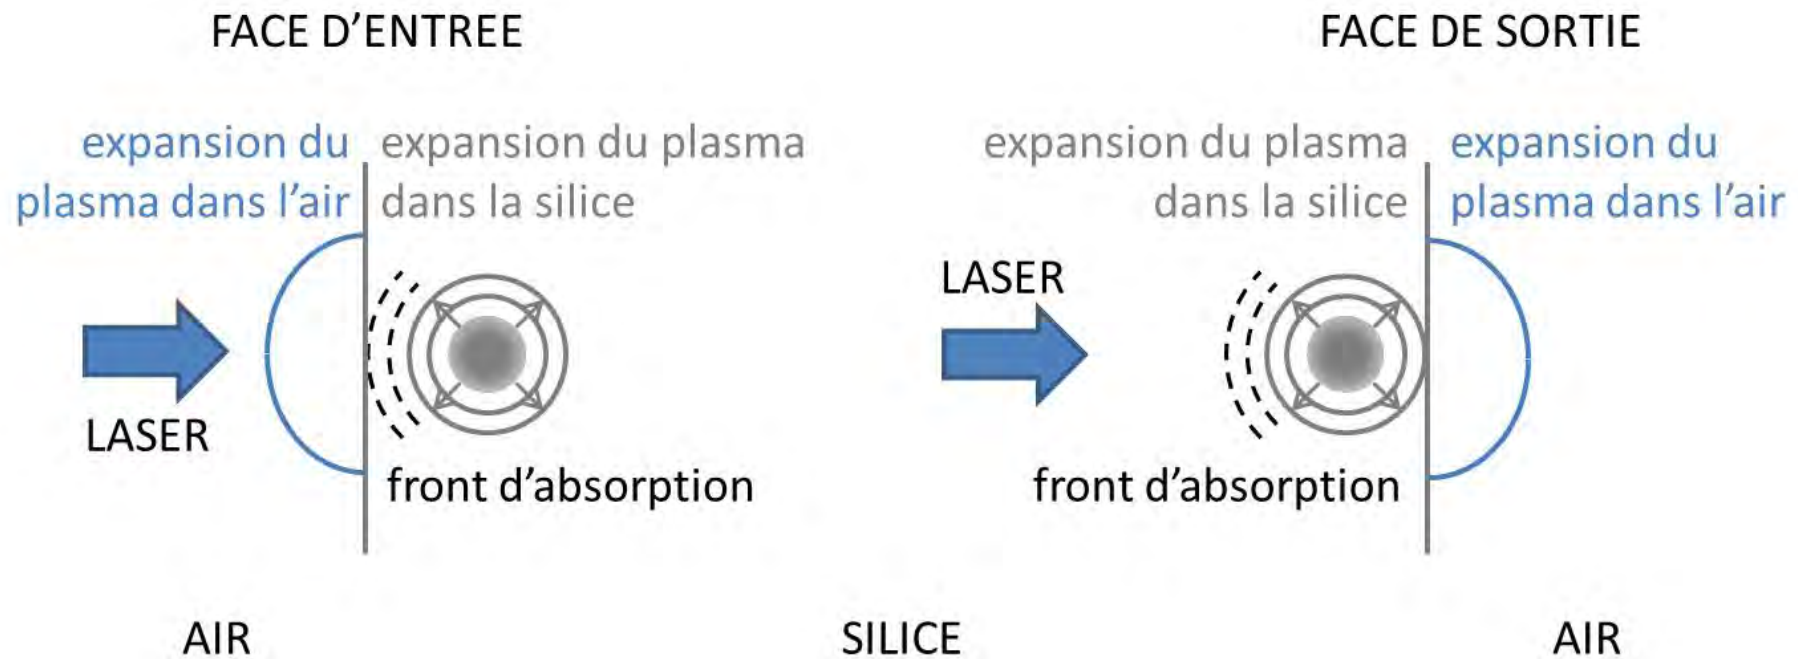 FACE D'ENTREE
FACE DE SORTIE
expansion du
plasma dans l'air
expansion du plasma
dans la silice
expansion du plasma
dans la silice
expansion du
plasma dans l'air
LASER
LASER
front d'absorption
front d'absorption
AIR
SILICE
AIR